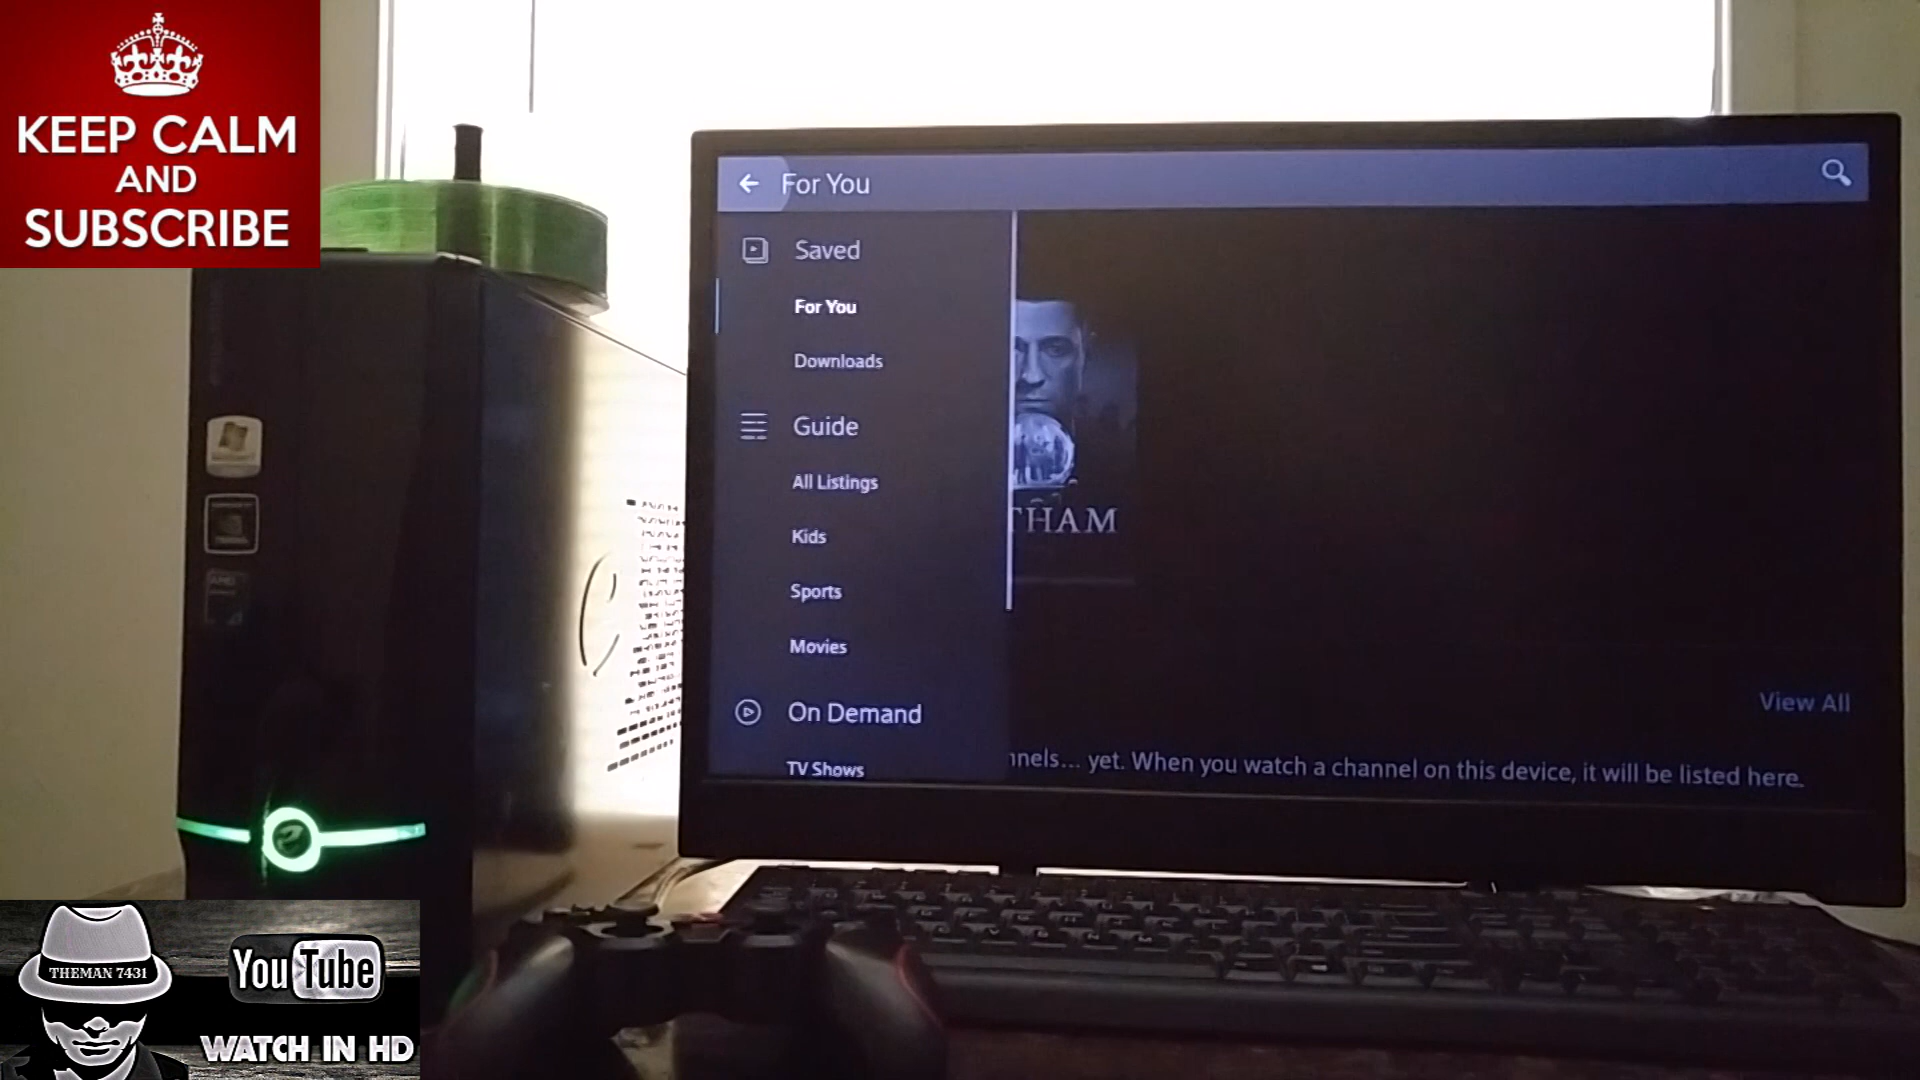 KEEP CALM
AND
SUBSCRIBE
For You
Saved
For You
Downloads
Guide
All Listings
Kids
Sports
Movies
On Demand
TV Shows
THAM
View All
yet. When you watch a channel on this device, it will be listed here.
THEMAN 7431
YouTube
WATCH IN HD